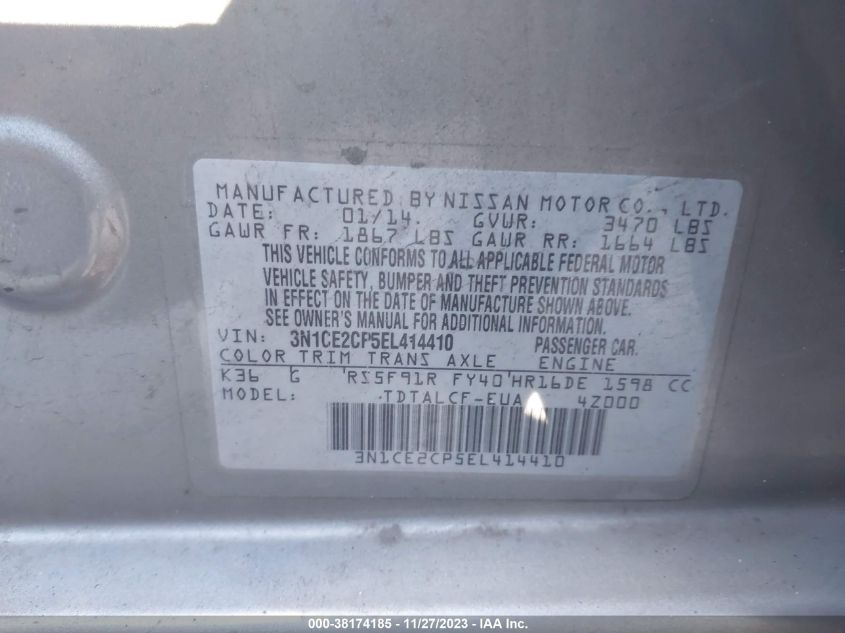 MANUFACTURED BY NISSAN MOTOR CO., LTD.
DATE: 01/14. GVWR: 3470 LBS
GAWR FR: 1867 LBS GAWR RR: 1664 LBS
THIS VEHICLE CONFORMS TO ALL APPLICABLE FEDERAL MOTOR
VEHICLE SAFETY, BUMPER AND THEFT PREVENTION STANDARDS
IN EFFECT ON THE DATE OF MANUFACTURE SHOWN ABOVE.
SEE OWNER'S MANUAL FOR ADDITIONAL INFORMATION.
VIN: 3N1CE2CP5EL414410 PASSENGER CAR.
COLOR TRIM TRANS AXLE ENGINE
K36 G RS5F91R FY40 HR16DE 1598 CC
MODEL: TDTALCF-EUA 4Z000
3N1CE2CP5EL414410
000-38174185 - 11/27/2023 - IAA Inc.